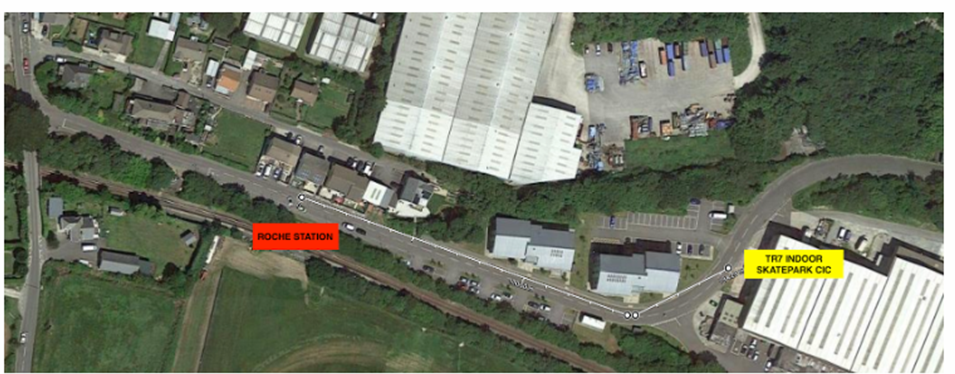 ROCHE STATION
TR7 INDOOR
SKATEPARK CIC